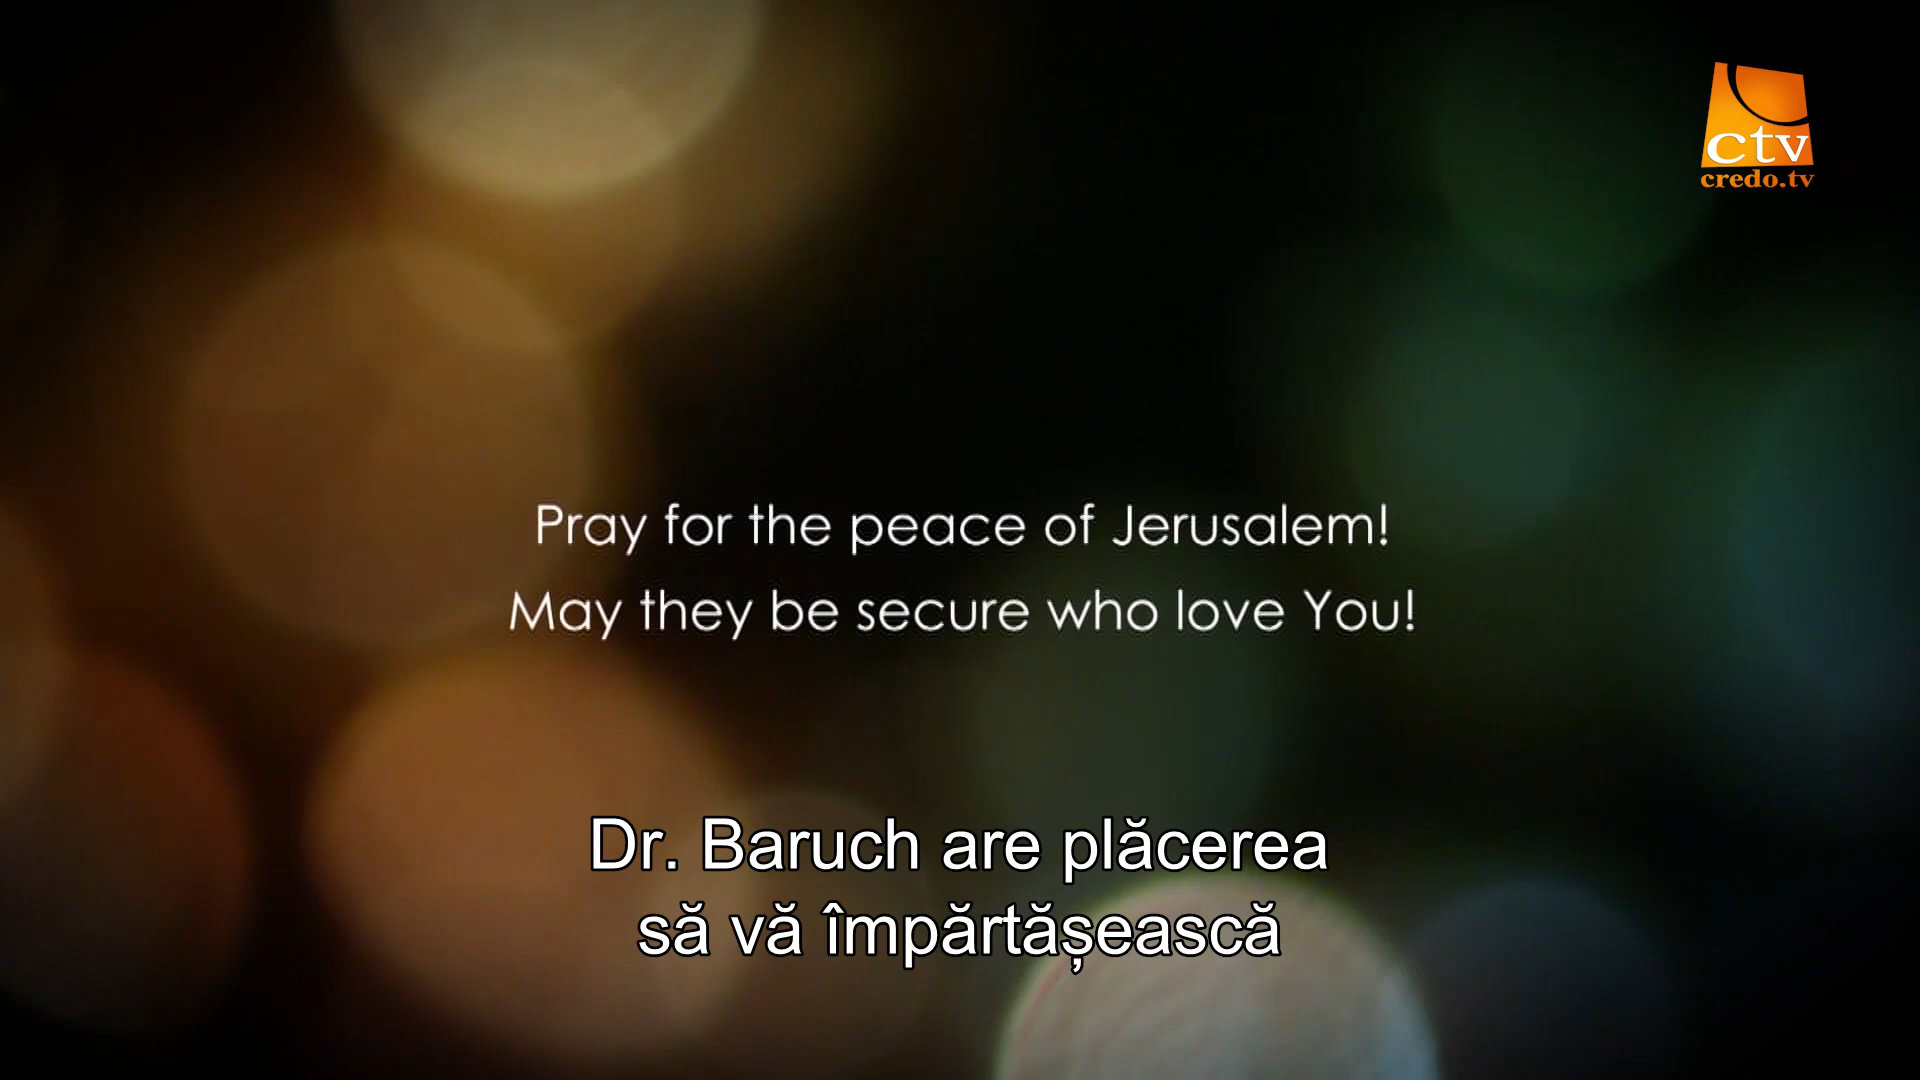 ctv
credo.tv
Pray for the peace of Jerusalem!
May they be secure who love You!
Dr. Baruch are plăcerea
să vă împărtășească